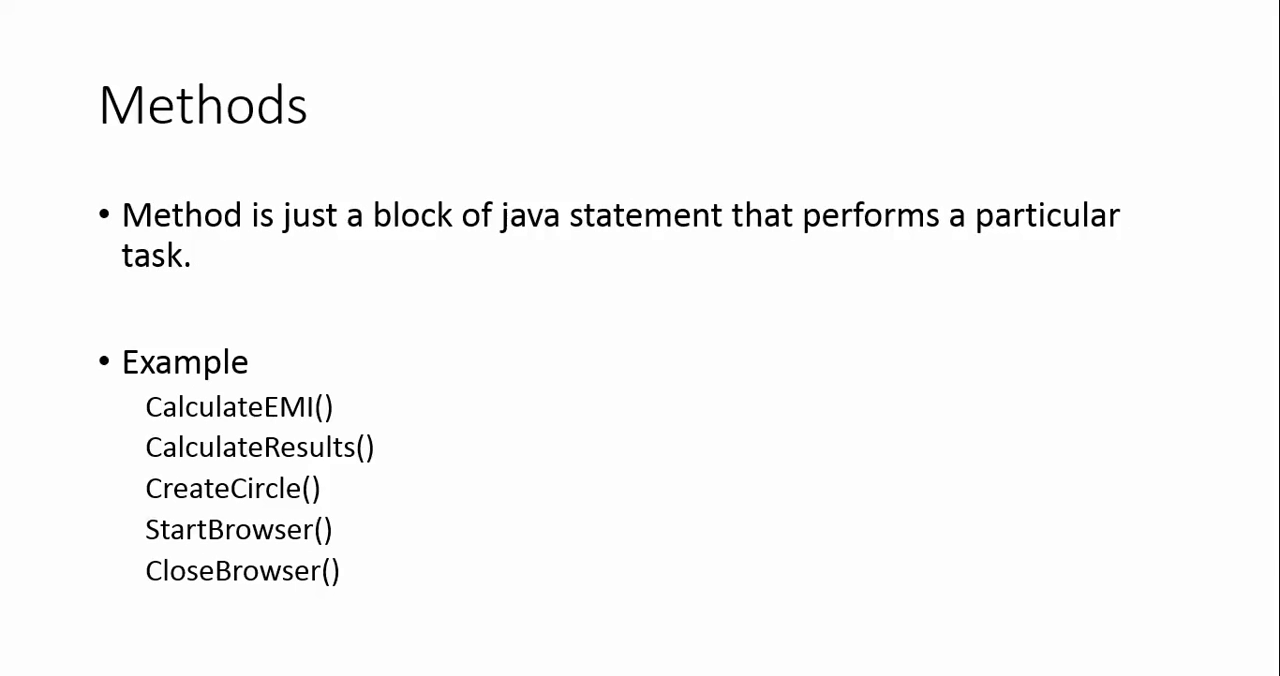 Methods
• Method is just a block of java statement that performs a particular
task.
• Example
CalculateEMI()
CalculateResults()
CreateCircle()
StartBrowser()
CloseBrowser()